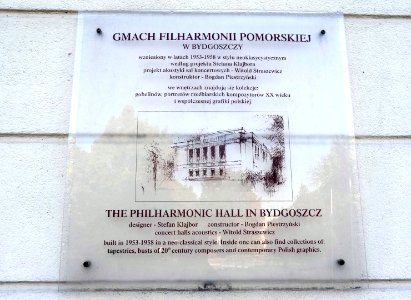 GMACH FILHARMONII POMORSKIEJ
W BYDGOSZCZY
wzniesiony w latach 1953-1958 w stylu neoklasycystycznym
według projektu Stefana Klajbora
projekt akustyki sal koncertowych - Witold Straszewicz
konstruktor - Bogdan Piestrzyński
we wnętrzach znajdują się kolekcje:
gobelinów, portretów rzeźbiarskich kompozytorów XX wieku
i współczesnej grafiki polskiej
THE PHILHARMONIC HALL IN BYDGOSZCZ
designer - Stefan Klajbor constructor - Bogdan Piestrzyński
concert halls acoustics - Witold Straszewicz
built in 1953-1958 in a neo-classical style. Inside one can also find collections of
tapestries, busts of 20th century composers and contemporary Polish graphics.